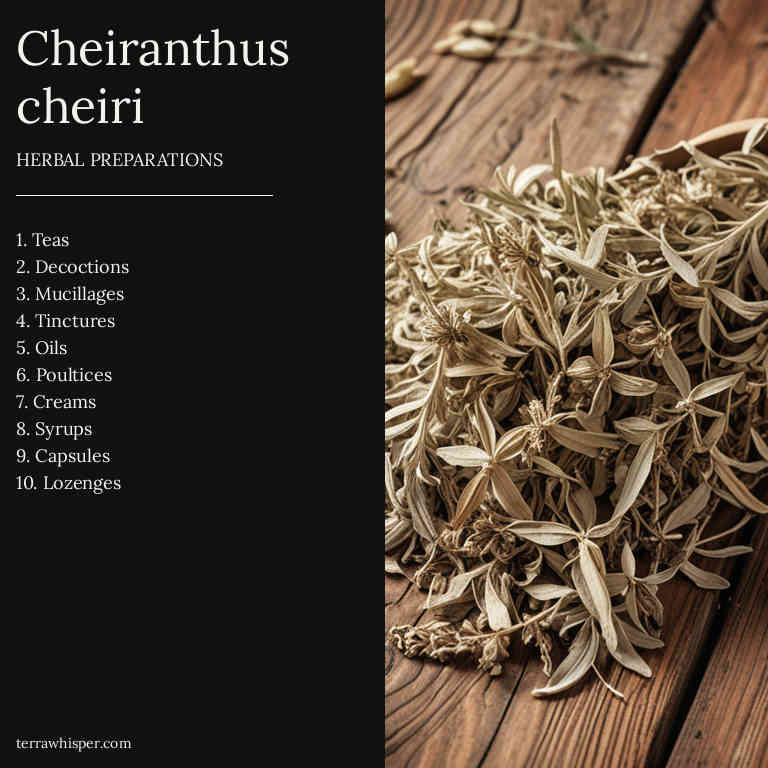 Cheiranthus
cheiri
HERBAL PREPARATIONS
1. Teas
2. Decoctions
3. Mucillages
4. Tinctures
5. Oils
6. Poultices
7. Creams
8. Syrups
9. Capsules
10. Lozenges
terrawhisper.com